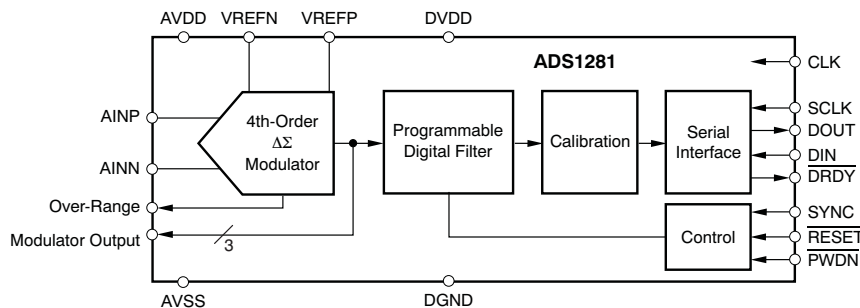 AVDD VREFN VREFP DVDD
ADS1281
CLK
AINP
4th-Order
ΔΣ
Modulator
Programmable
Digital Filter
Calibration
Serial
Interface
SCLK
DOUT
DIN
DRDY
AINN
Over-Range
Modulator Output
3
Control
SYNC
RESET
PWDN
AVSS DGND